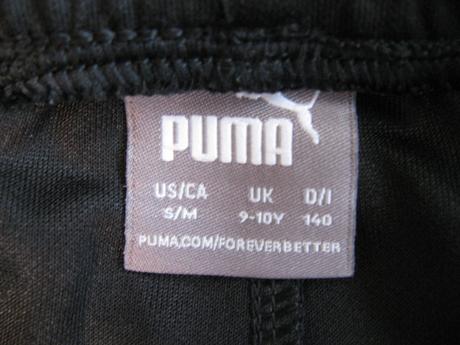 PUMA
US/CA UK D/I
S/M 9-10Y 140
PUMA.COM/FOREVERBETTER